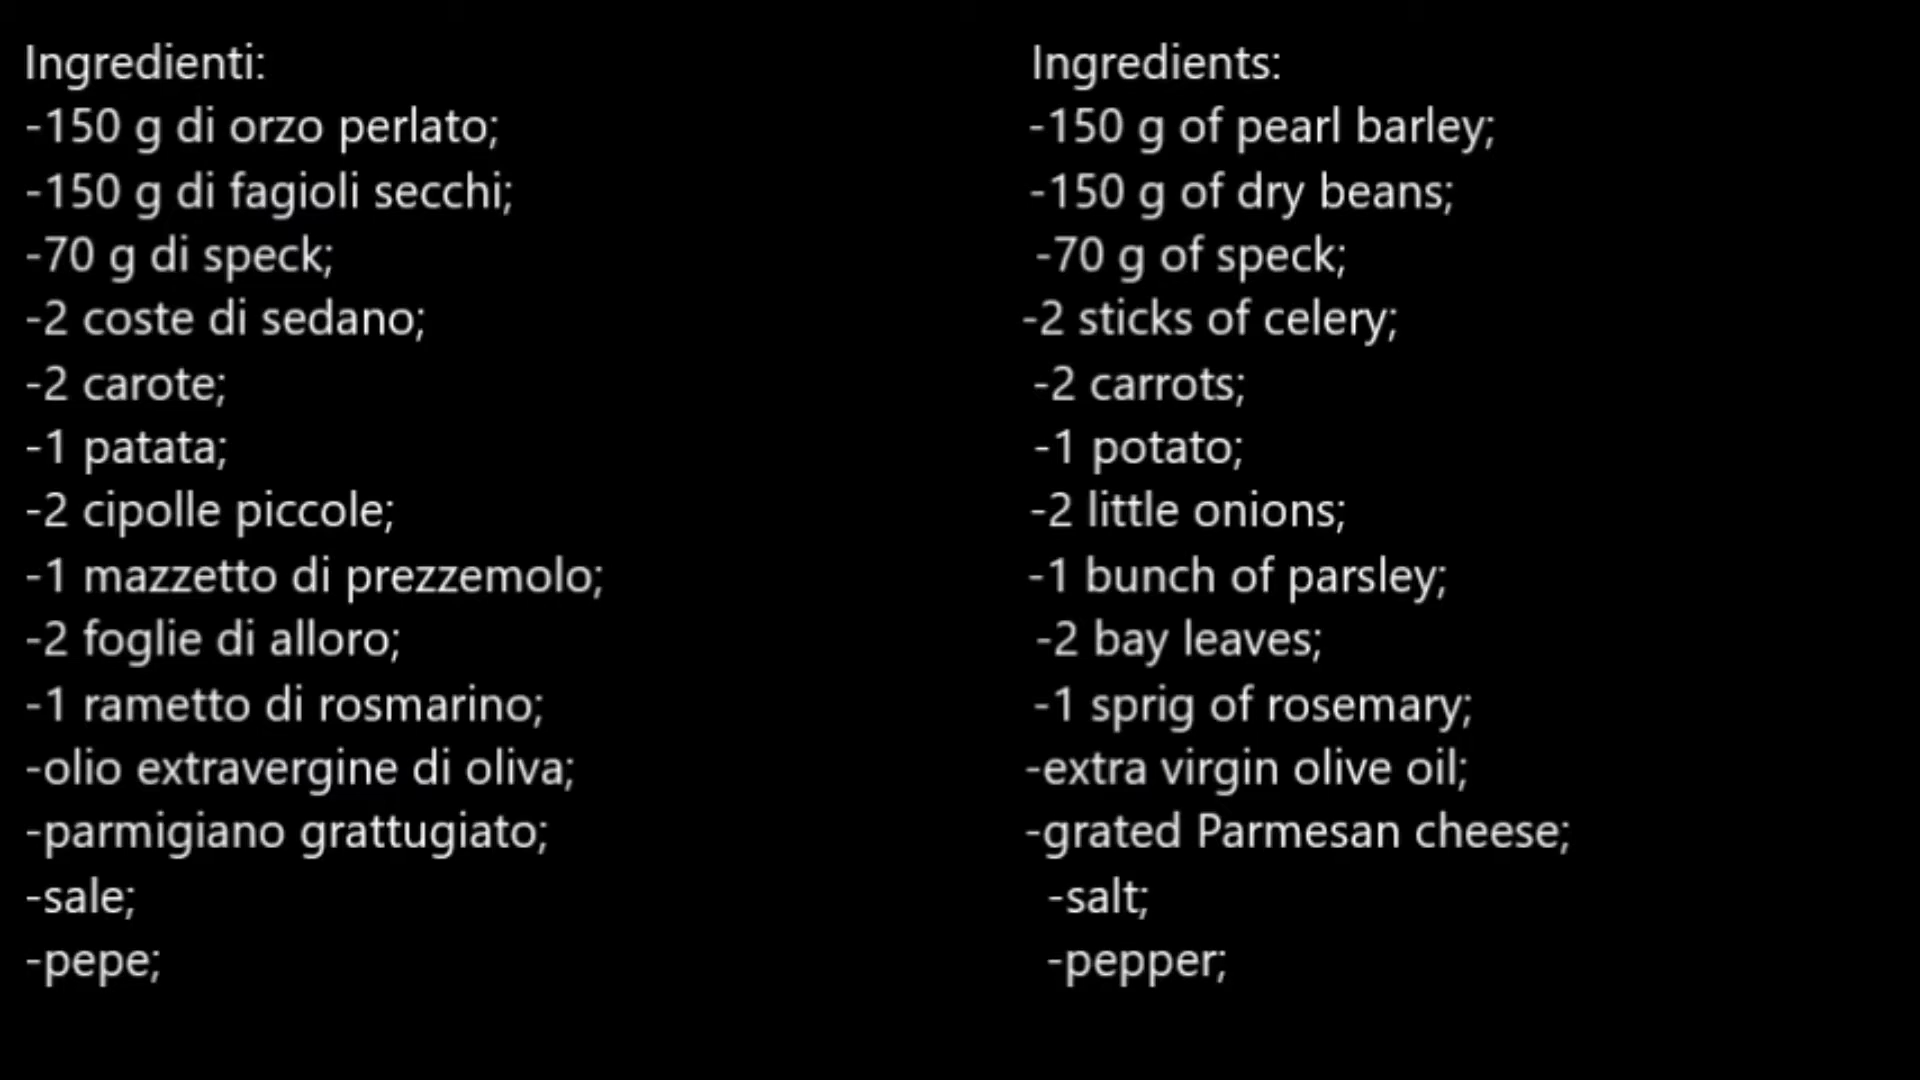 Ingredienti:
-150 g di orzo perlato;
-150 g di fagioli secchi;
-70 g di speck;
-2 coste di sedano;
-2 carote;
-1 patata;
-2 cipolle piccole;
-1 mazzetto di prezzemolo;
-2 foglie di alloro;
-1 rametto di rosmarino;
-olio extravergine di oliva;
-parmigiano grattugiato;
-sale;
-pepe;
Ingredients:
-150 g of pearl barley;
-150 g of dry beans;
-70 g of speck;
-2 sticks of celery;
-2 carrots;
-1 potato;
-2 little onions;
-1 bunch of parsley;
-2 bay leaves;
-1 sprig of rosemary;
-extra virgin olive oil;
-grated Parmesan cheese;
-salt;
-pepper;